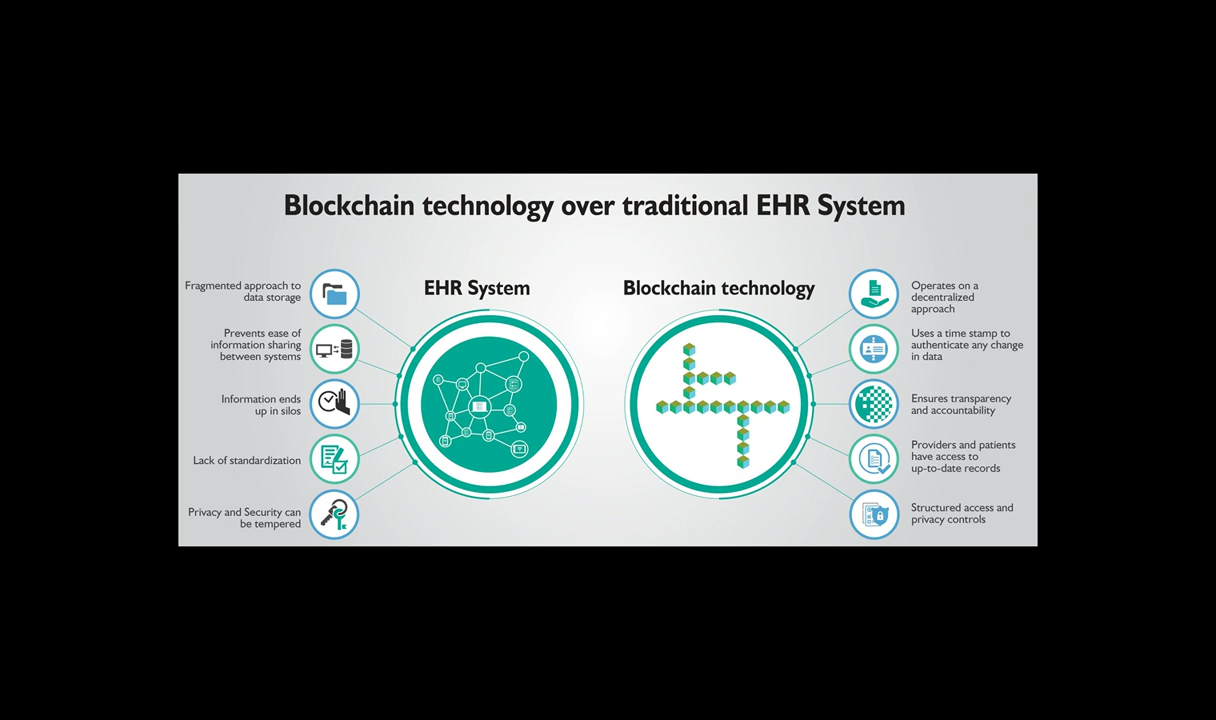 Blockchain technology over traditional EHR System
EHR System
Fragmented approach to
data storage
Prevents ease of
information sharing
between systems
Information ends
up in silos
Lack of standardization
Privacy and Security can
be tempered
Blockchain technology
Operates on a
decentralized
approach
Uses a time stamp to
authenticate any change
in data
Ensures transparency
and accountability
Providers and patients
have access to
up-to-date records
Structured access and
privacy controls